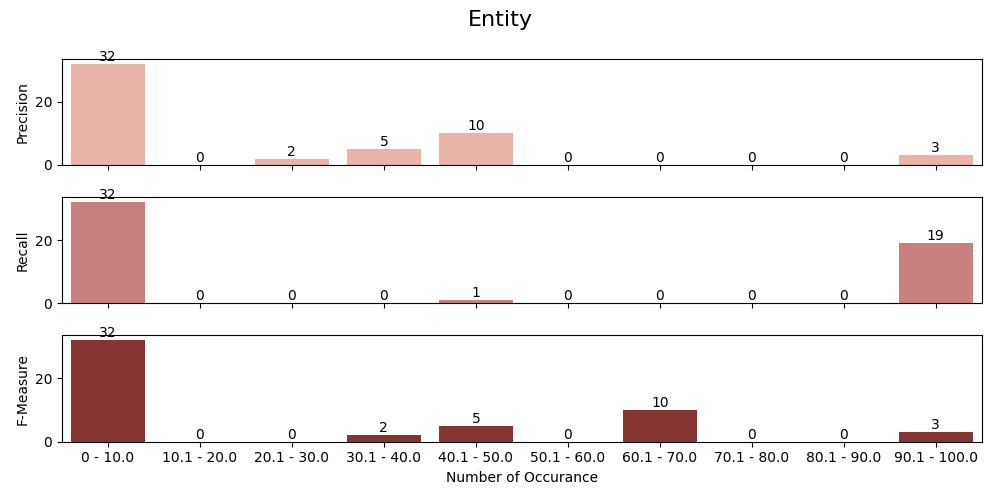 Entity
Precision
20
0
32 0 2 5 10 0 0 0 0 3
Recall
20
0
32 0 0 0 1 0 0 0 0 19
F-Measure
20
0
32 0 0 2 5 0 10 0 0 3
0 - 10.0 10.1 - 20.0 20.1 - 30.0 30.1 - 40.0 40.1 - 50.0 50.1 - 60.0 60.1 - 70.0 70.1 - 80.0 80.1 - 90.0 90.1 - 100.0
Number of Occurance